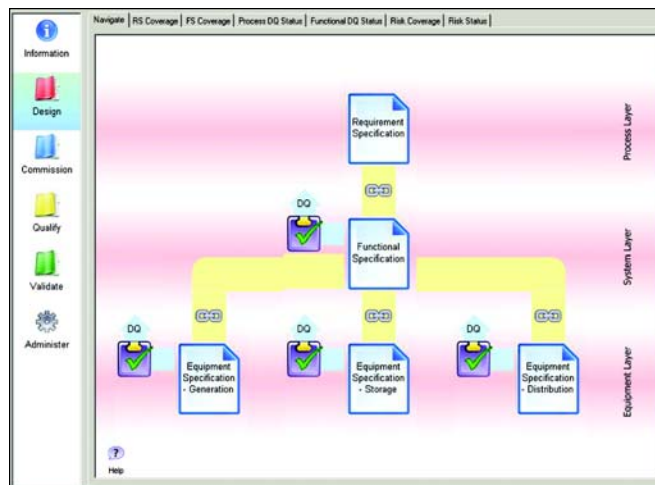 Navigate RS Coverage FS Coverage Process DQ Status Functional DQ Status Risk Coverage Risk Status
Information
Design
Commission
Qualify
Validate
Administer
Requirement
Specification
Process Layer
DQ
Functional
Specification
System Layer
DQ
Equipment
Specification
- Generation
DQ
Equipment
Specification
- Storage
DQ
Equipment
Specification
- Distribution
Equipment Layer
?
Help